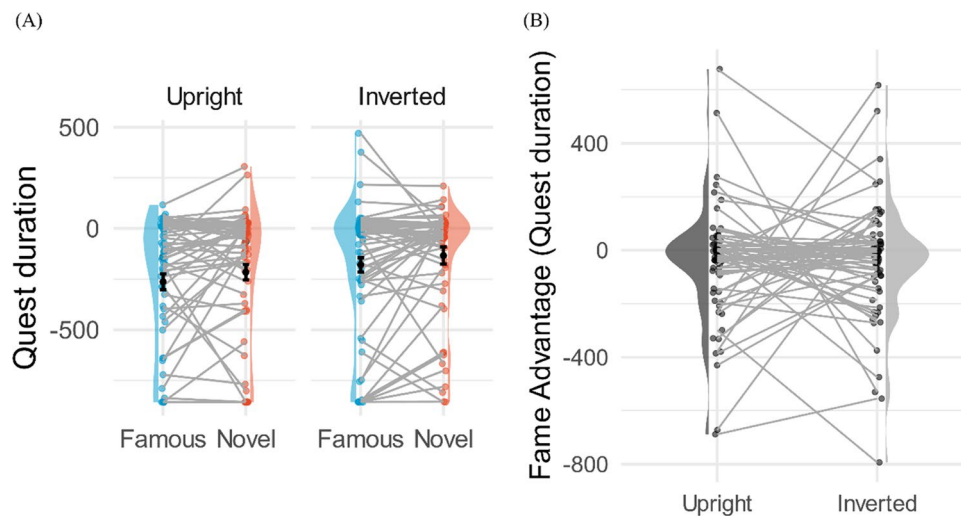 (A)
Upright Inverted
500
0
-500
Quest duration
Famous Novel Famous Novel
(B)
400
0
-400
-800
Fame Advantage (Quest duration)
Upright Inverted